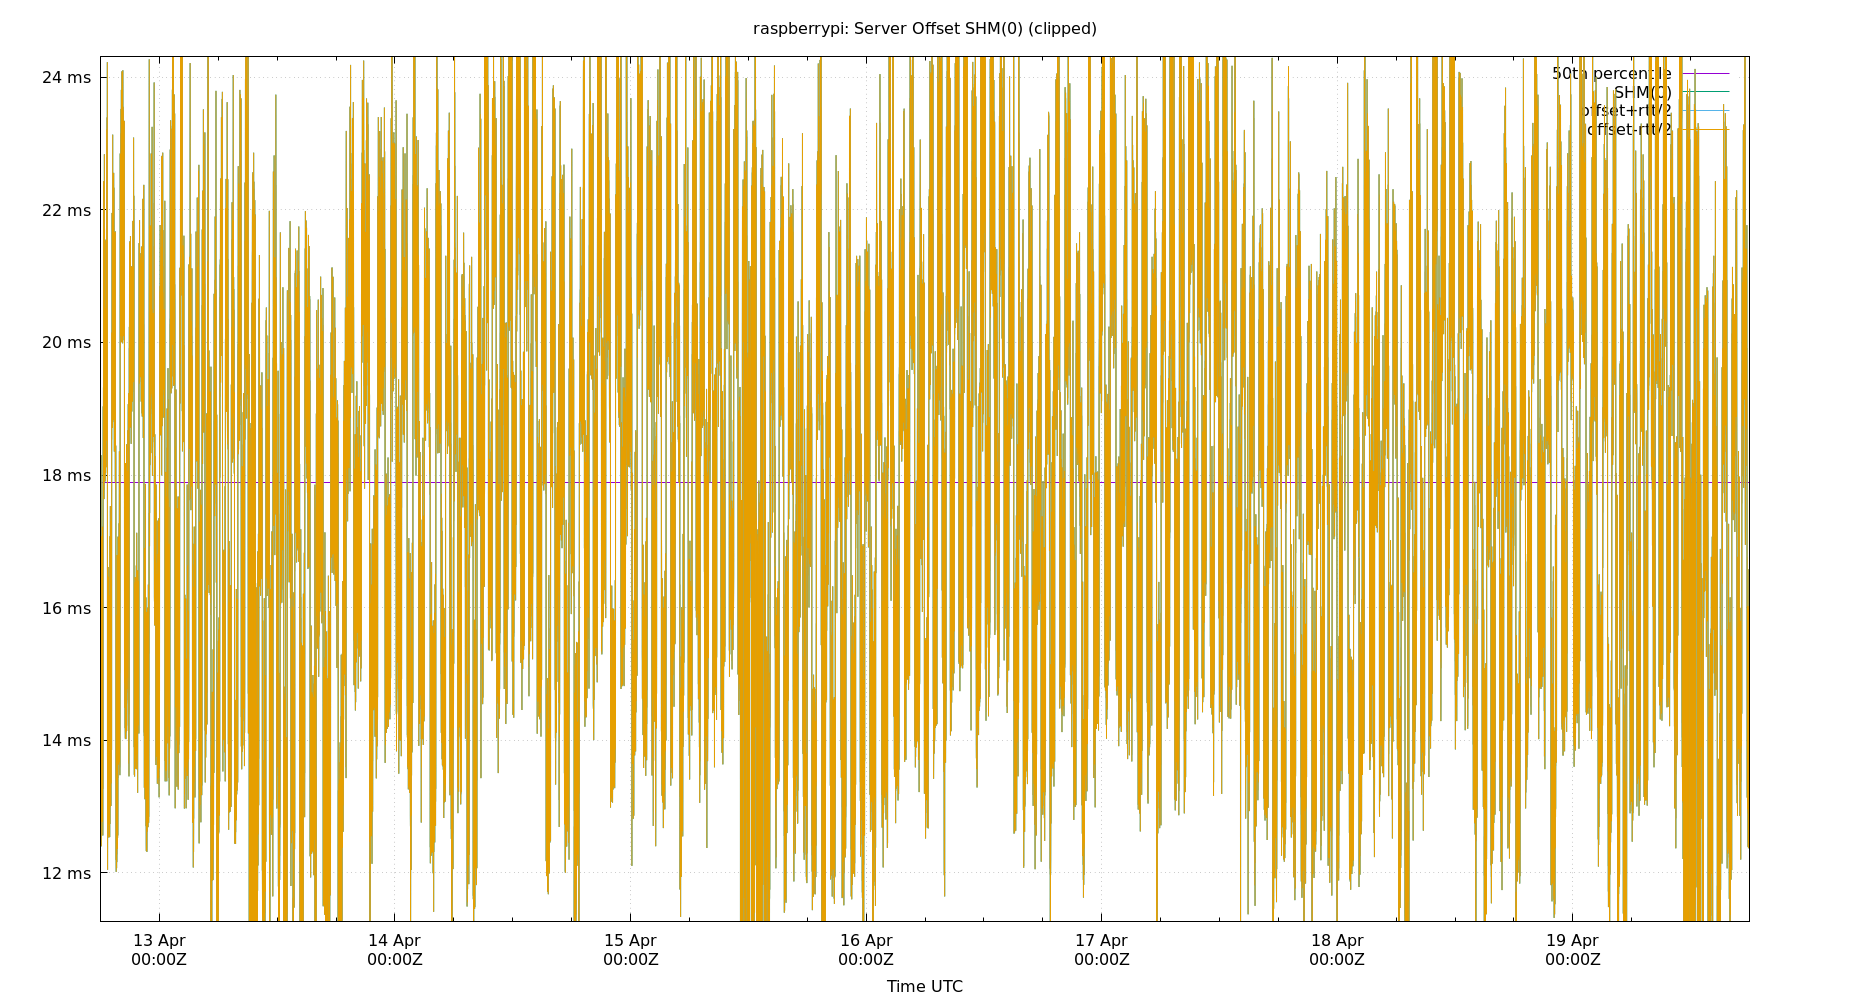 raspberrypi: Server Offset SHM(0) (clipped)
24 ms
22 ms
20 ms
18 ms
16 ms
14 ms
12 ms
50th percentile
SHM(0)
offset+rtt/2
offset-rtt/2
13 Apr
00:00Z
14 Apr
00:00Z
15 Apr
00:00Z
16 Apr
00:00Z
17 Apr
00:00Z
18 Apr
00:00Z
19 Apr
00:00Z
Time UTC